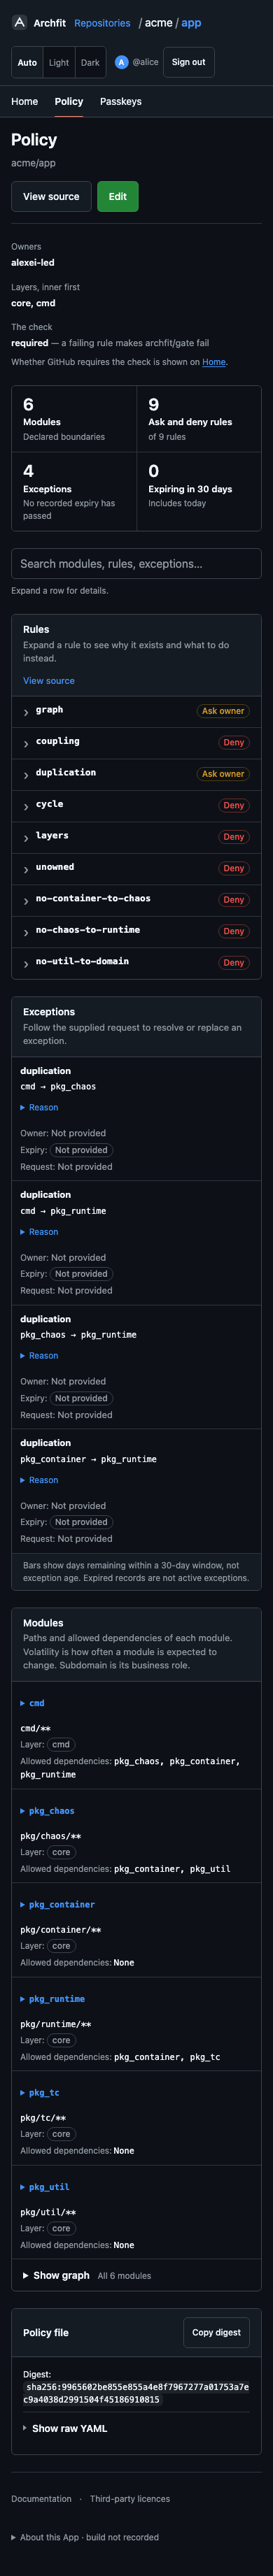 Archfit Repositories / acme / app
Auto Light Dark A @alice Sign out
Home Policy Passkeys
Policy
acme/app
View source Edit
Owners
alexei-led
Layers, inner first
core, cmd
The check
required — a failing rule makes archfit/gate fail
Whether GitHub requires the check is shown on Home.
6
Modules
Declared boundaries
9
Ask and deny rules
of 9 rules
4
Exceptions
No recorded expiry has
passed
0
Expiring in 30 days
Includes today
Search modules, rules, exceptions...
Expand a row for details.
Rules
Expand a rule to see why it exists and what to do
instead.
View source
graph Ask owner
coupling Deny
duplication Ask owner
cycle Deny
layers Deny
unowned Deny
no-container-to-chaos Deny
no-chaos-to-runtime Deny
no-util-to-domain Deny
Exceptions
Follow the supplied request to resolve or replace an
exception.
duplication
cmd → pkg_chaos
Reason
Owner: Not provided
Expiry: Not provided
Request: Not provided
duplication
cmd → pkg_runtime
Reason
Owner: Not provided
Expiry: Not provided
Request: Not provided
duplication
pkg_chaos → pkg_runtime
Reason
Owner: Not provided
Expiry: Not provided
Request: Not provided
duplication
pkg_container → pkg_runtime
Reason
Owner: Not provided
Expiry: Not provided
Request: Not provided
Bars show days remaining within a 30-day window, not
exception age. Expired records are not active exceptions.
Modules
Paths and allowed dependencies of each module.
Volatility is how often a module is expected to
change. Subdomain is its business role.
cmd
cmd/**
Layer: cmd
Allowed dependencies: pkg_chaos, pkg_container,
pkg_runtime
pkg_chaos
pkg/chaos/**
Layer: core
Allowed dependencies: pkg_container, pkg_util
pkg_container
pkg/container/**
Layer: core
Allowed dependencies: None
pkg_runtime
pkg/runtime/**
Layer: core
Allowed dependencies: pkg_container, pkg_tc
pkg_tc
pkg/tc/**
Layer: core
Allowed dependencies: None
pkg_util
pkg/util/**
Layer: core
Allowed dependencies: None
Show graph All 6 modules
Policy file Copy digest
Digest:
sha256:9965602be855e855a4e8f7967277a01753a7e
c9a4038d2991504f45186910815
Show raw YAML
Documentation · Third-party licences
About this App · build not recorded